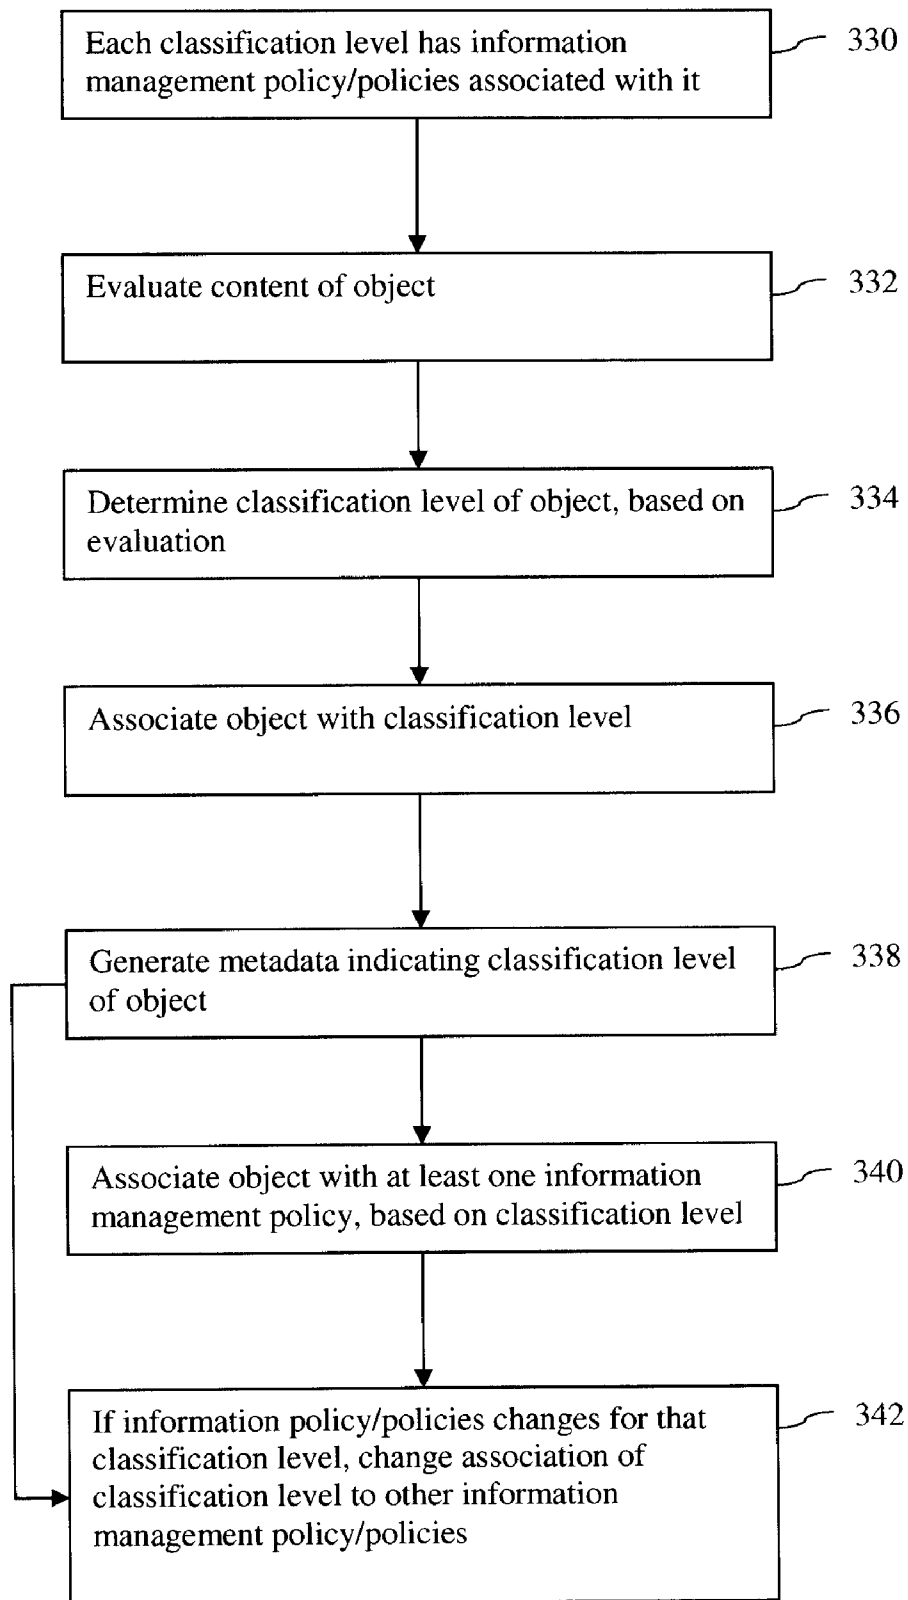 Each classification level has information
management policy/policies associated with it
330
Evaluate content of object
332
Determine classification level of object, based on
evaluation
334
Associate object with classification level
336
Generate metadata indicating classification level
of object
338
Associate object with at least one information
management policy, based on classification level
340
If information policy/policies changes for that
classification level, change association of
classification level to other information
management policy/policies
342